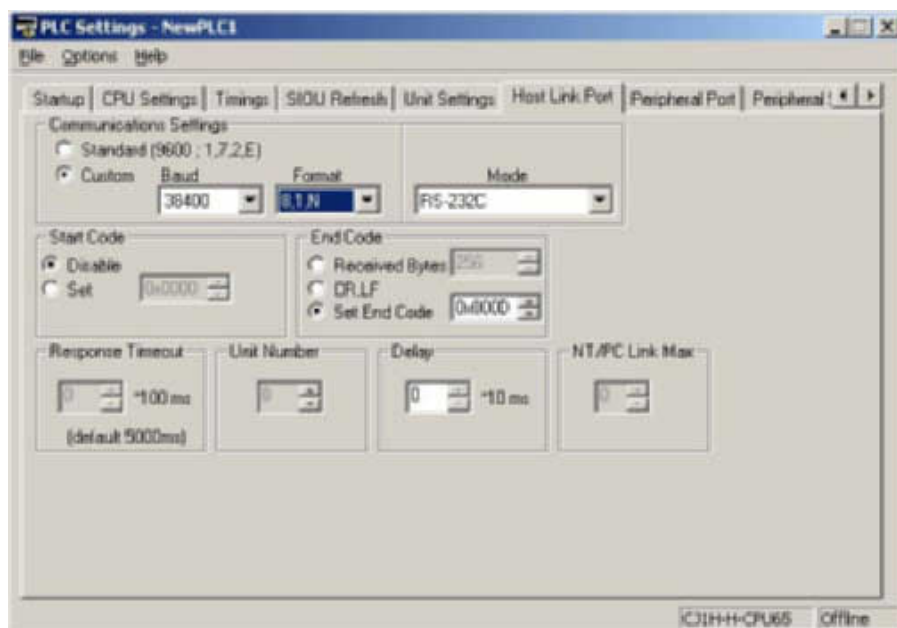 PLC Settings - NewPLC1
File Options Help
Startup CPU Settings Timings SIOU Refresh Unit Settings Host Link Port Peripheral Port Peripheral
Communications Settings
Standard (9600 ; 1,7,2,E)
Custom Baud Format Mode
38400 8,1,N RS-232C
Start Code End Code
Disable Received Bytes 256
Set 0x0000 CR,LF
Set End Code 0x000D
Response Timeout Unit Number Delay NT/PC Link Max
0 *100 ms 0 0 *10 ms 0
(default 5000ms)
CJ1H-H-CPU65 Offline